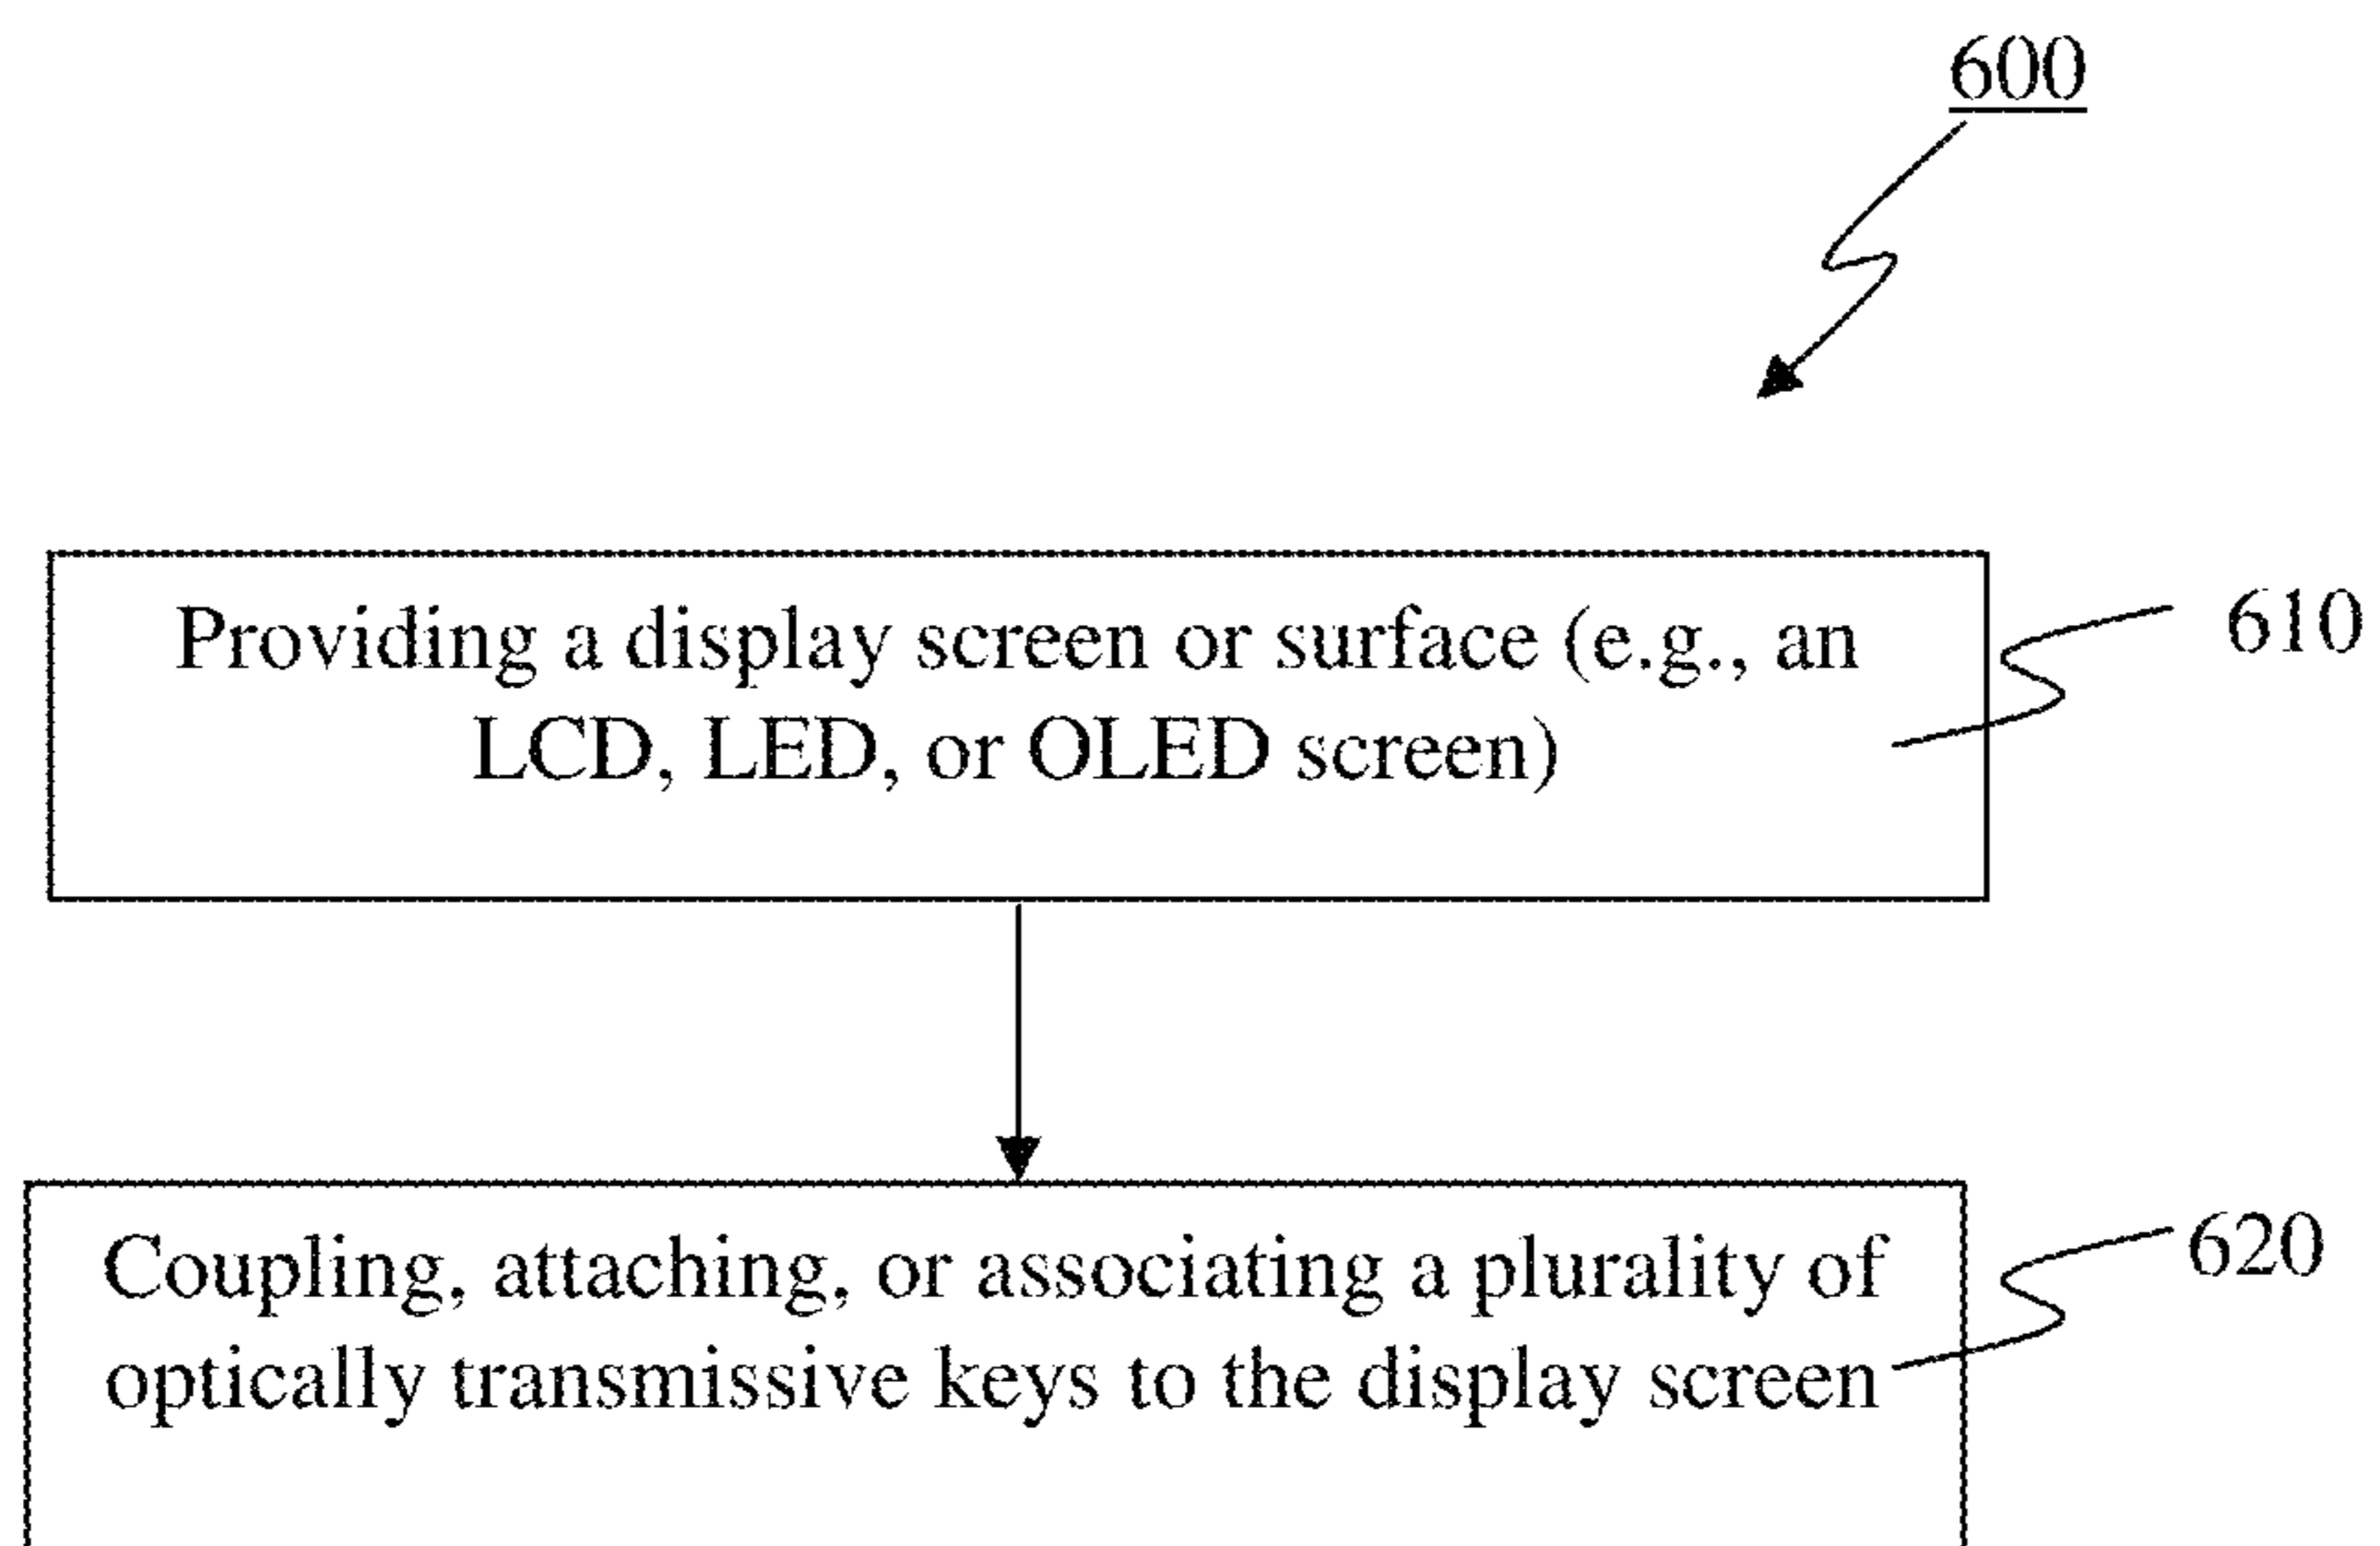 600
Providing a display screen or surface (e.g., an
LCD, LED, or OLED screen)
610
Coupling, attaching, or associating a plurality of
optically transmissive keys to the display screen
620